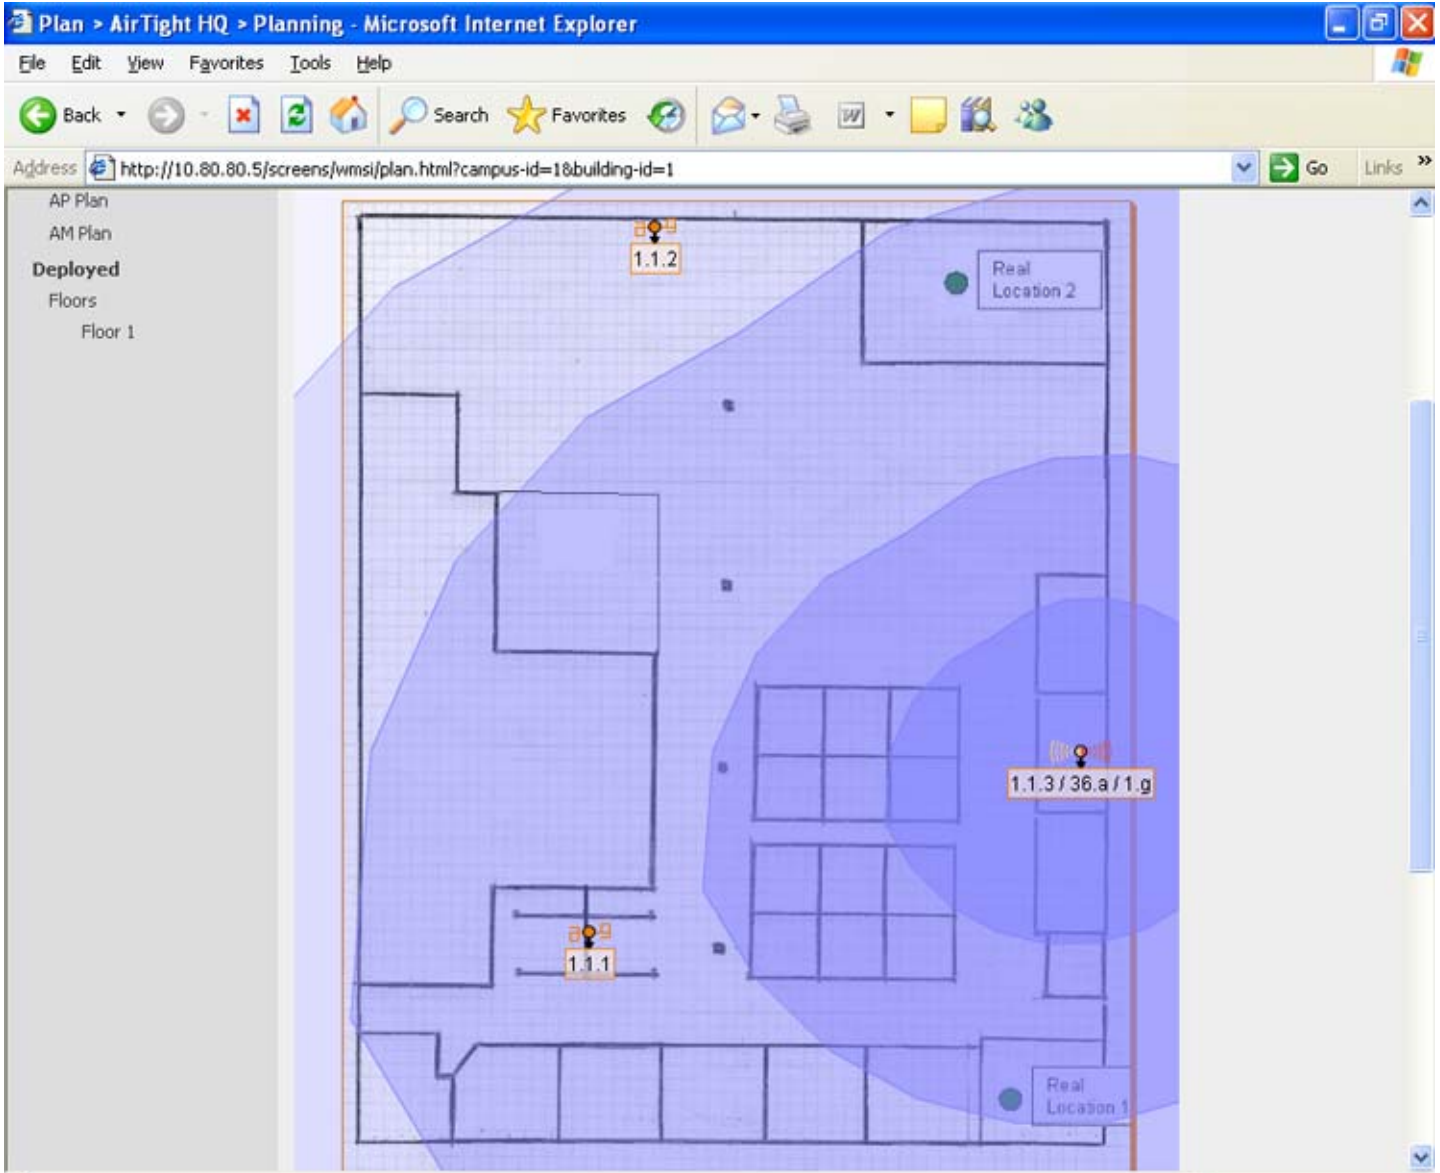 Plan > AirTight HQ > Planning - Microsoft Internet Explorer
File Edit View Favorites Tools Help
Back Search Favorites
Address http://10.80.80.5/screens/wmsi/plan.html?campus-id=1&building-id=1 Go Links »
AP Plan
AM Plan
Deployed
Floors
Floor 1
a g
1.1.2
Real
Location 2
1.1.3 / 36.a / 1.g
a g
1.1.1
Real
Location 1